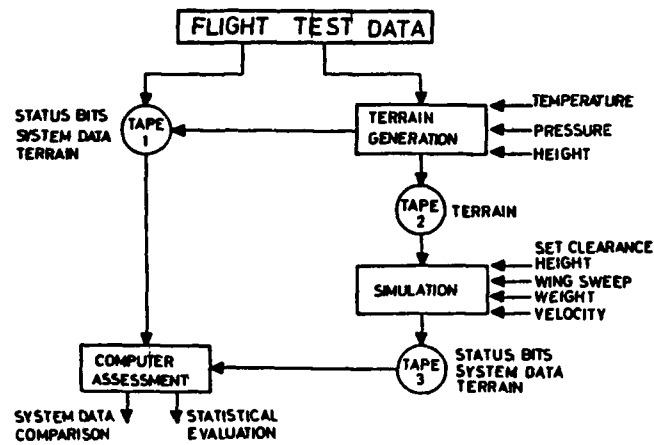 FLIGHT TEST DATA
STATUS BITS
SYSTEM DATA
TERRAIN
TAPE
1
TERRAIN
GENERATION
TEMPERATURE
PRESSURE
HEIGHT
TAPE
2
TERRAIN
SIMULATION
SET CLEARANCE
HEIGHT
WING SWEEP
WEIGHT
VELOCITY
COMPUTER
ASSESSMENT
TAPE
3
STATUS BITS
SYSTEM DATA
TERRAIN
SYSTEM DATA
COMPARISON
STATISTICAL
EVALUATION